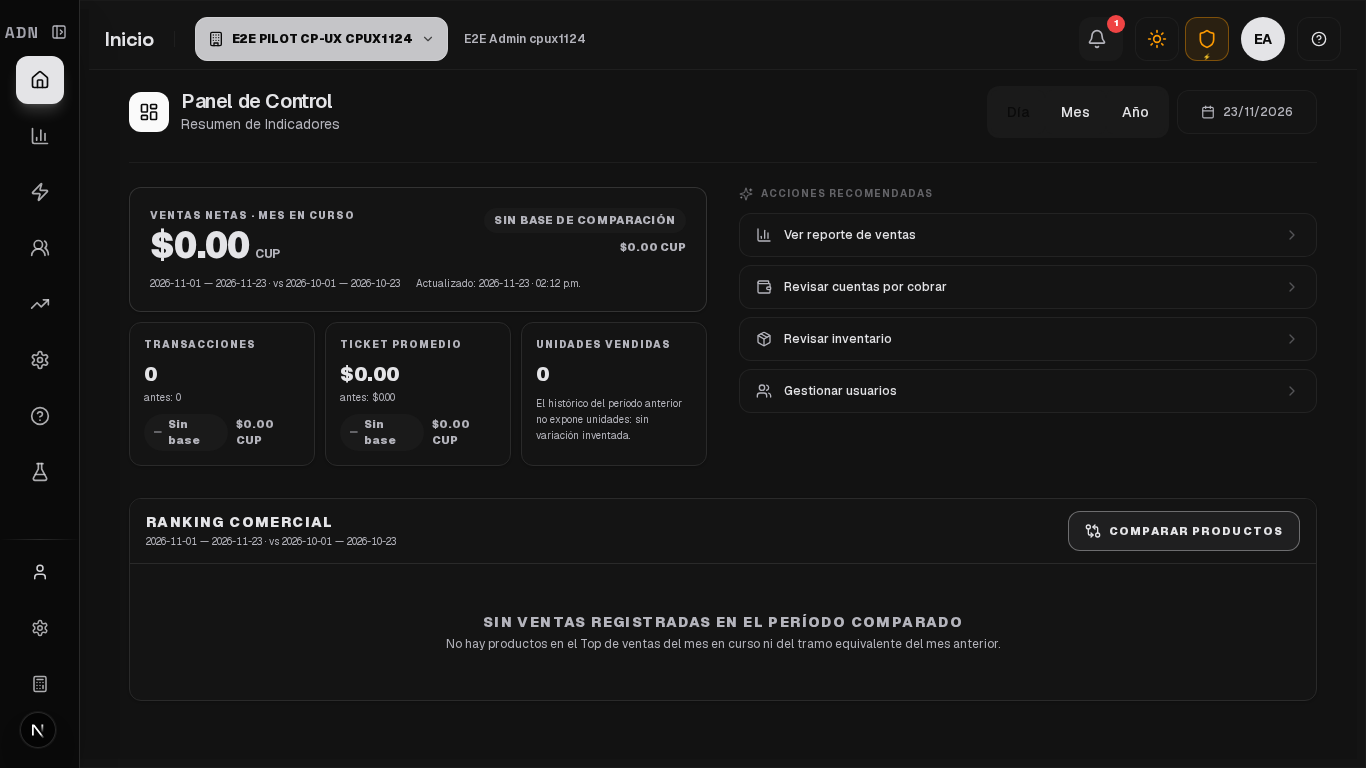 ADN
Inicio
E2E PILOT CP-UX CPUX1124
E2E Admin cpux1124
1
EA
Panel de Control
Resumen de Indicadores
Día
Mes
Año
23/11/2026
VENTAS NETAS · MES EN CURSO
$0.00 CUP
SIN BASE DE COMPARACIÓN
$0.00 CUP
2026-11-01 — 2026-11-23 · vs 2026-10-01 — 2026-10-23
Actualizado: 2026-11-23 · 02:12 p.m.
TRANSACCIONES
0
antes: 0
— Sin base
$0.00 CUP
TICKET PROMEDIO
$0.00
antes: $0.00
— Sin base
$0.00 CUP
UNIDADES VENDIDAS
0
El histórico del periodo anterior
no expone unidades: sin
variación inventada.
ACCIONES RECOMENDADAS
Ver reporte de ventas
Revisar cuentas por cobrar
Revisar inventario
Gestionar usuarios
RANKING COMERCIAL
2026-11-01 — 2026-11-23 · vs 2026-10-01 — 2026-10-23
COMPARAR PRODUCTOS
SIN VENTAS REGISTRADAS EN EL PERÍODO COMPARADO
No hay productos en el Top de ventas del mes en curso ni del tramo equivalente del mes anterior.
N